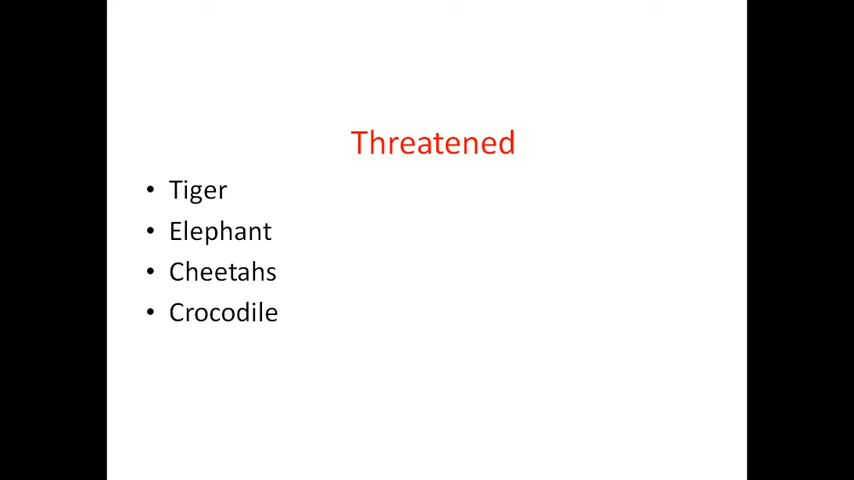 Threatened
• Tiger
• Elephant
• Cheetahs
• Crocodile